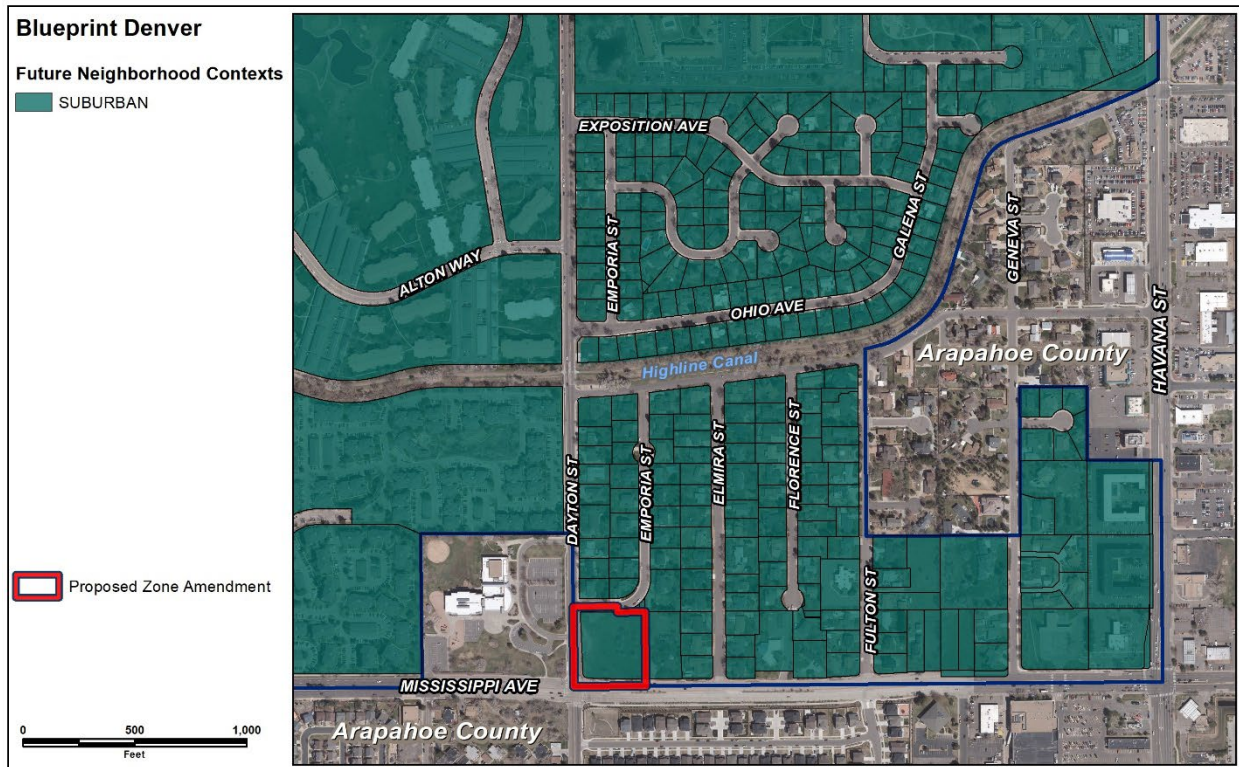 Blueprint Denver
Future Neighborhood Contexts
SUBURBAN
Proposed Zone Amendment
0 500 1,000
Feet
EXPOSITION AVE
EMPORIA ST
GALENA ST
GENEVA ST
ALTON WAY
OHIO AVE
HAVANA ST
Highline Canal
Arapahoe County
DAYTON ST
EMPORIA ST
ELMIRA ST
FLORENCE ST
FULTON ST
MISSISSIPPI AVE
Arapahoe County